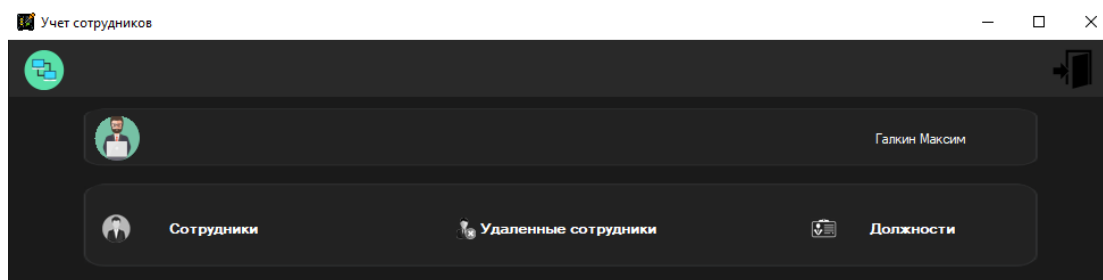 Учет сотрудников
Галкин Максим
Сотрудники Удаленные сотрудники Должности